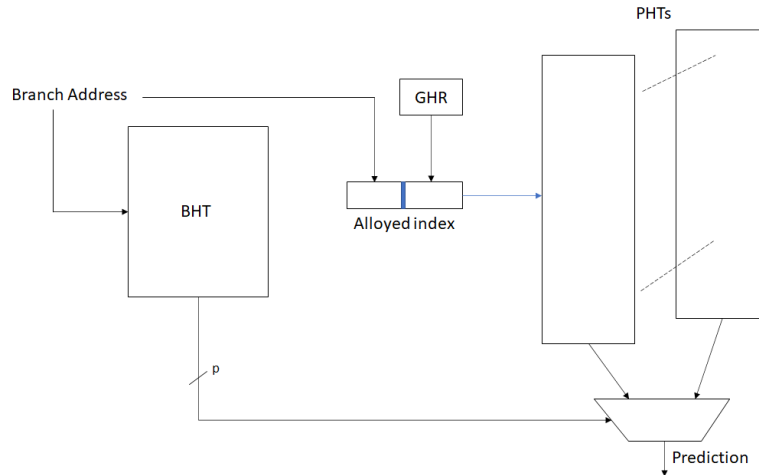 PHTs
Branch Address
GHR
BHT
Alloyed index
p
Prediction